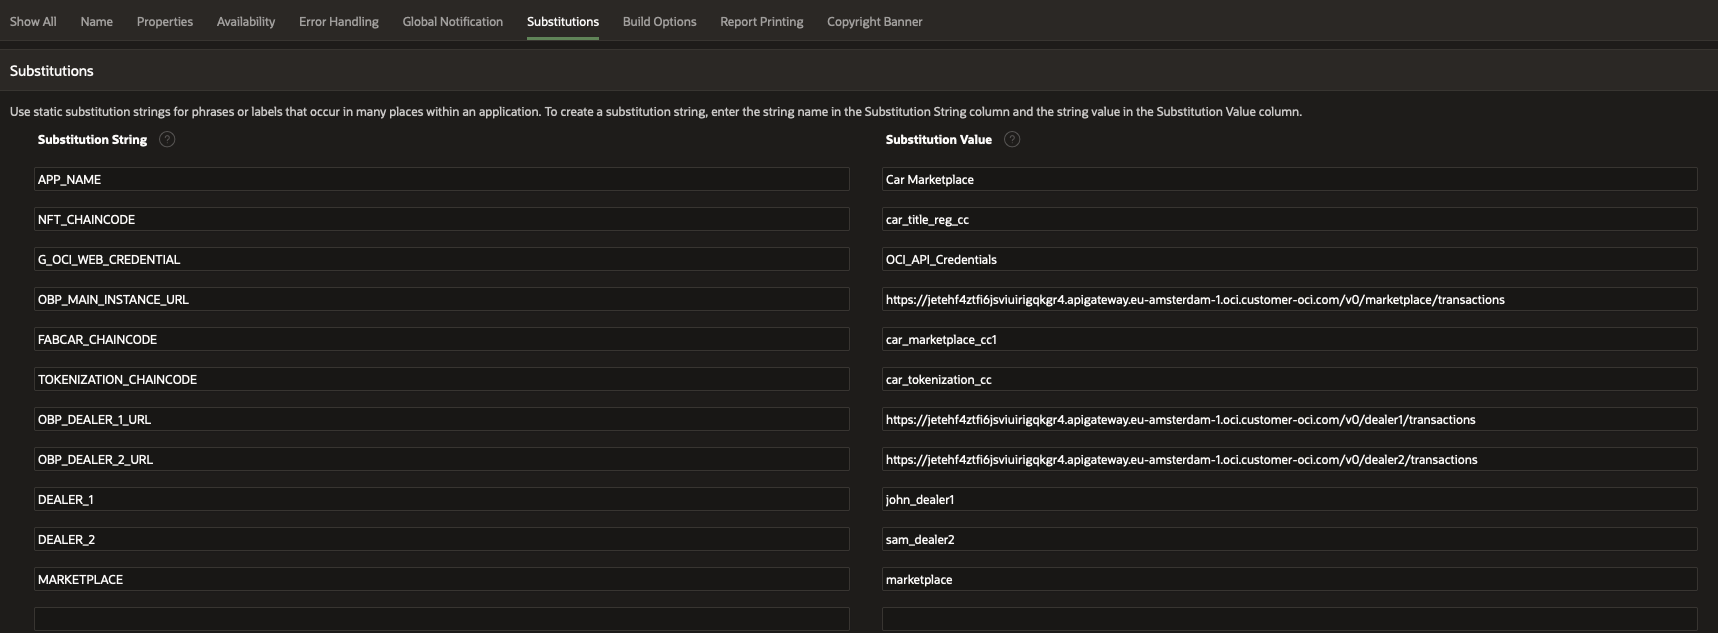 Show All Name Properties Availability Error Handling Global Notification Substitutions Build Options Report Printing Copyright Banner
Substitutions
Use static substitution strings for phrases or labels that occur in many places within an application. To create a substitution string, enter the string name in the Substitution String column and the string value in the Substitution Value column.
Substitution String ? Substitution Value ?
APP_NAME Car Marketplace
NFT_CHAINCODE car_title_reg_cc
G_OCI_WEB_CREDENTIAL OCI_API_Credentials
OBP_MAIN_INSTANCE_URL https://jetehf4ztfi6jsviuirigqkgr4.apigateway.eu-amsterdam-1.oci.customer-oci.com/v0/marketplace/transactions
FABCAR_CHAINCODE car_marketplace_cc1
TOKENIZATION_CHAINCODE car_tokenization_cc
OBP_DEALER_1_URL https://jetehf4ztfi6jsviuirigqkgr4.apigateway.eu-amsterdam-1.oci.customer-oci.com/v0/dealer1/transactions
OBP_DEALER_2_URL https://jetehf4ztfi6jsviuirigqkgr4.apigateway.eu-amsterdam-1.oci.customer-oci.com/v0/dealer2/transactions
DEALER_1 john_dealer1
DEALER_2 sam_dealer2
MARKETPLACE marketplace